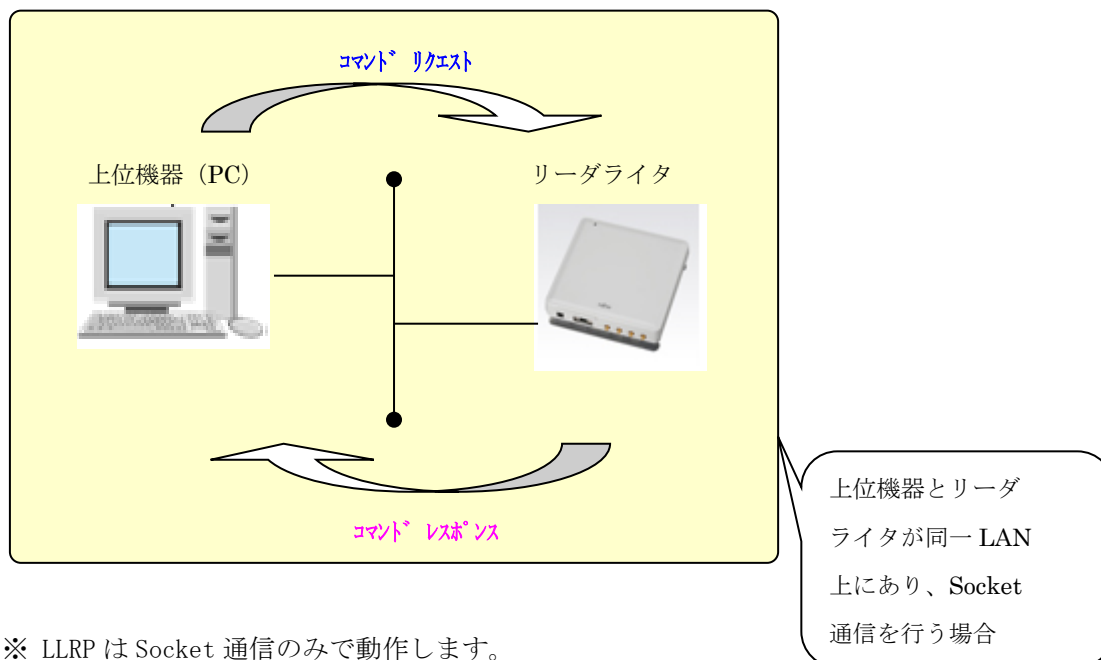 コマンド リクエスト
上位機器（PC）
リーダライタ
コマンド レスポンス
上位機器とリーダ
ライタが同一 LAN
上にあり、Socket
通信を行う場合
※ LLRP は Socket 通信のみで動作します。